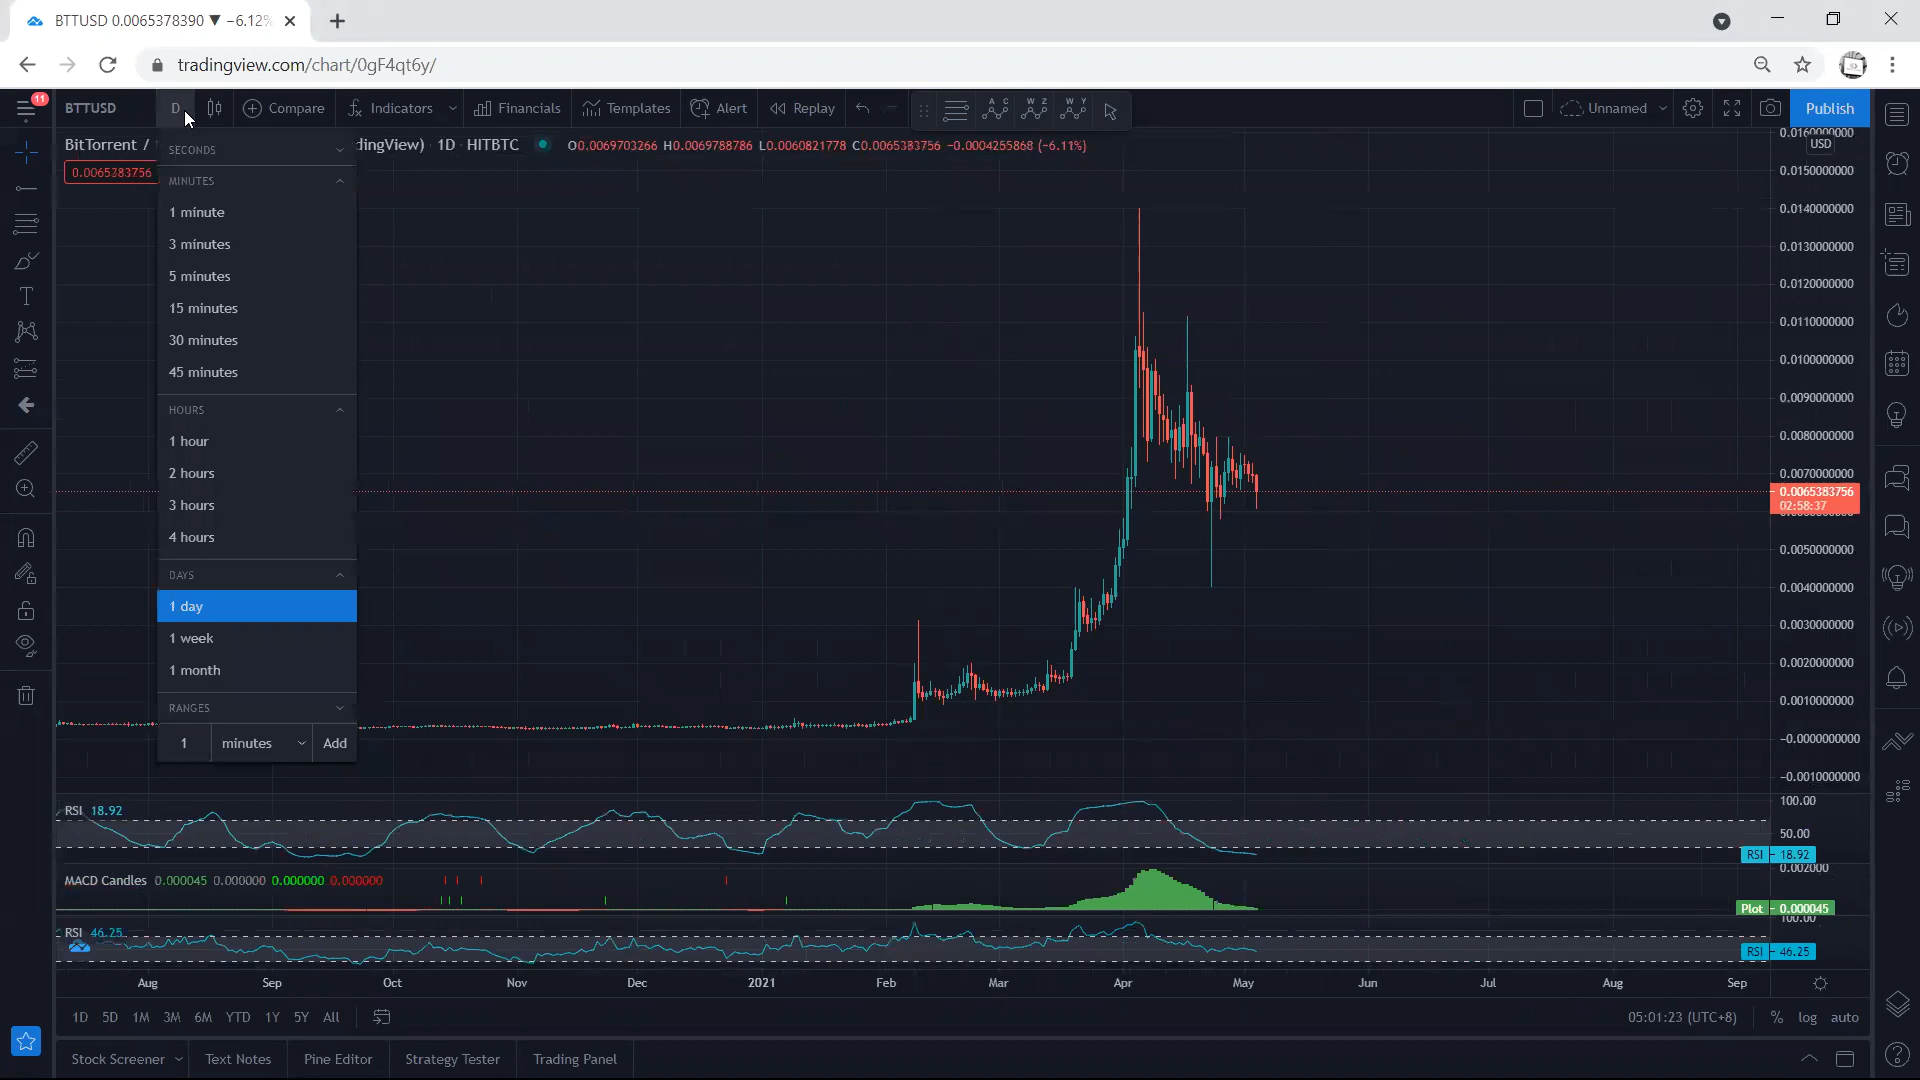 BTTUSD 0.0065378390 ▼ −6.12%
tradingview.com/chart/0gF4qt6y/
11
BTTUSD D Compare Indicators Financials Templates Alert Replay A C W Z W Y Unnamed Publish
BitTorrent / dingView) 1D HITBTC O0.0069703266 H0.0069788786 L0.0060821778 C0.0065383756 −0.0004255868 (−6.11%)
0.0065383756
SECONDS
MINUTES
1 minute
3 minutes
5 minutes
15 minutes
30 minutes
45 minutes
HOURS
1 hour
2 hours
3 hours
4 hours
DAYS
1 day
1 week
1 month
RANGES
1 minutes Add
0.0160000000
USD
0.0150000000
0.0140000000
0.0130000000
0.0120000000
0.0110000000
0.0100000000
0.0090000000
0.0080000000
0.0070000000
0.0065383756
02:58:37
0.0050000000
0.0040000000
0.0030000000
0.0020000000
0.0010000000
−0.0000000000
−0.0010000000
RSI 18.92
100.00
50.00
RSI 18.92
MACD Candles 0.000045 0.000000 0.000000 0.000000
0.002000
Plot 0.000045
RSI 46.25
100.00
RSI 46.25
Aug Sep Oct Nov Dec 2021 Feb Mar Apr May Jun Jul Aug Sep
1D 5D 1M 3M 6M YTD 1Y 5Y All
05:01:23 (UTC+8) % log auto
Stock Screener Text Notes Pine Editor Strategy Tester Trading Panel